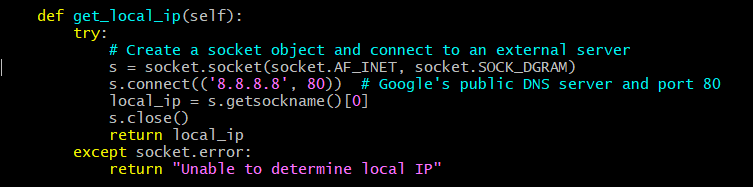 def get_local_ip(self):
    try:
        # Create a socket object and connect to an external server
        s = socket.socket(socket.AF_INET, socket.SOCK_DGRAM)
        s.connect(('8.8.8.8', 80))  # Google's public DNS server and port 80
        local_ip = s.getsockname()[0]
        s.close()
        return local_ip
    except socket.error:
        return "Unable to determine local IP"